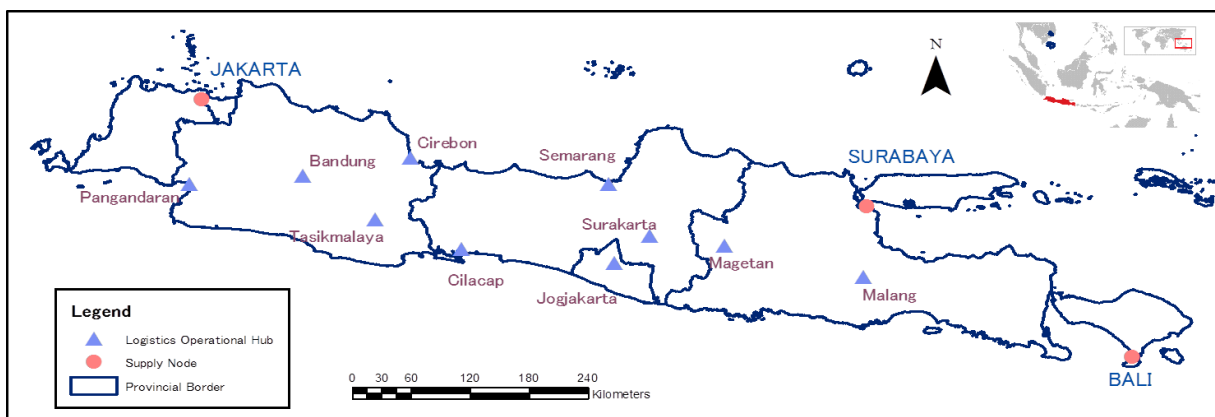 N
JAKARTA
Cirebon
Bandung
Semarang
SURABAYA
Pangandaran
Tasikmalaya
Surakarta
Cilacap
Jogjakarta
Magetan
Malang
BALI
Legend
Logistics Operational Hub
Supply Node
Provincial Border
0 15 30 60 120 180 240
Kilometers